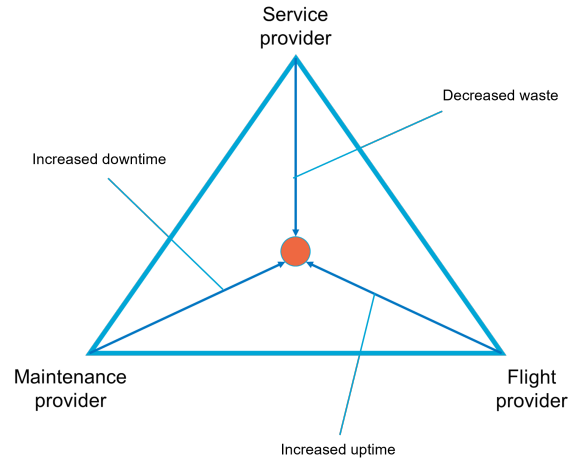 Service
provider
Decreased waste
Increased downtime
Maintenance
provider
Flight
provider
Increased uptime